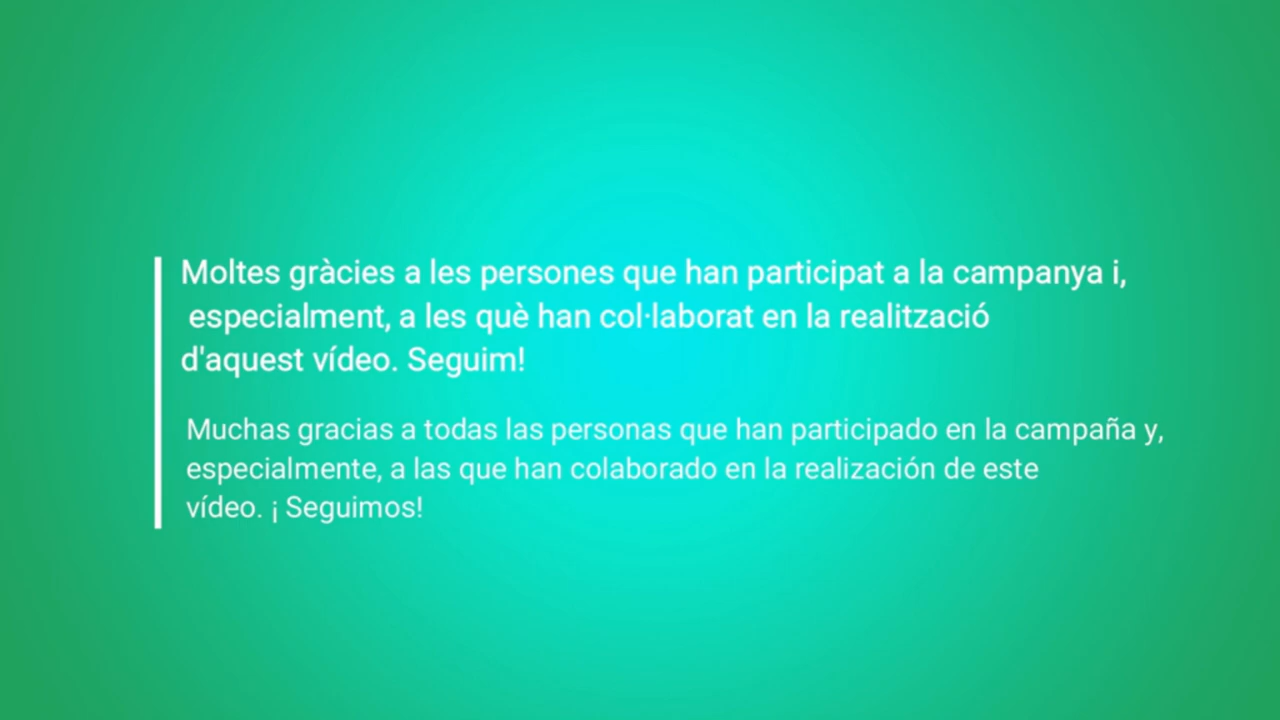 Moltes gràcies a les persones que han participat a la campanya i,
especialment, a les què han col·laborat en la realització
d'aquest vídeo. Seguim!
Muchas gracias a todas las personas que han participado en la campaña y,
especialmente, a las que han colaborado en la realización de este
vídeo. ¡ Seguimos!